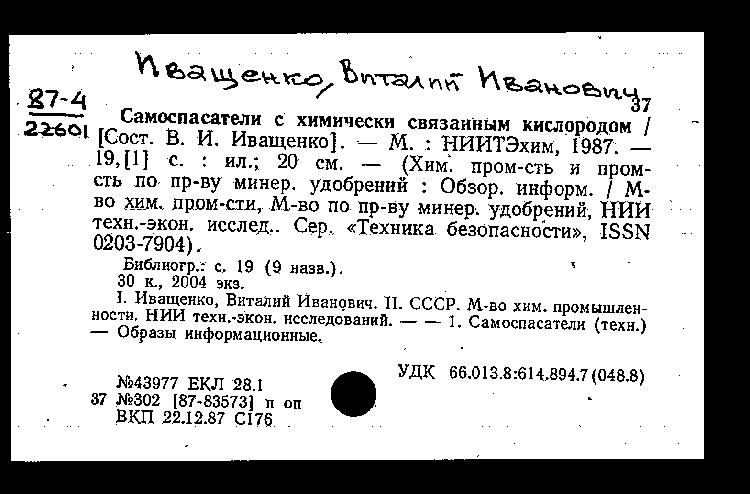 Иващенко, Виталий Иванович
37
87-4
22601
Самоспасатели с химически связанным кислородом /
[Сост. В. И. Иващенко]. — М. : НИИТЭхим, 1987. —
19,[1] с. : ил.; 20 см. — (Хим. пром-сть и пром-
сть по пр-ву минер. удобрений : Обзор. информ. / М-
во хим. пром-сти, М-во по пр-ву минер. удобрений, НИИ
техн.-экон. исслед.. Сер. «Техника безопасности», ISSN
0203-7904).
Библиогр.: с. 19 (9 назв.).
30 к., 2004 экз.
I. Иващенко, Виталий Иванович. II. СССР. М-во хим. промышлен-
ности. НИИ техн.-экон. исследований. — — 1. Самоспасатели (техн.)
— Образы информационные.
УДК 66.013.8:614.894.7(048.8)
№43977 ЕКЛ 28.1
37 №302 [87-83573] п оп
ВКП 22.12.87 С176